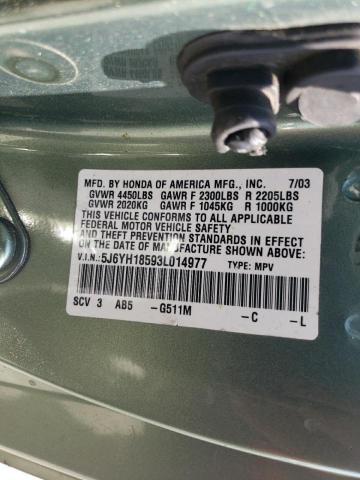 MFD. BY HONDA OF AMERICA MFG., INC. 7/03
GVWR 4450LBS GAWR F 2300LBS R 2205LBS
GVWR 2020KG GAWR F 1045KG R 1000KG
THIS VEHICLE CONFORMS TO ALL APPLICABLE
FEDERAL MOTOR VEHICLE SAFETY
AND THEFT PREVENTION STANDARDS IN EFFECT
ON THE DATE OF MANUFACTURE SHOWN ABOVE.
V.I.N: 5J6YH18593L014977 TYPE: MPV
SCV 3 AB5 -G511M -C -L